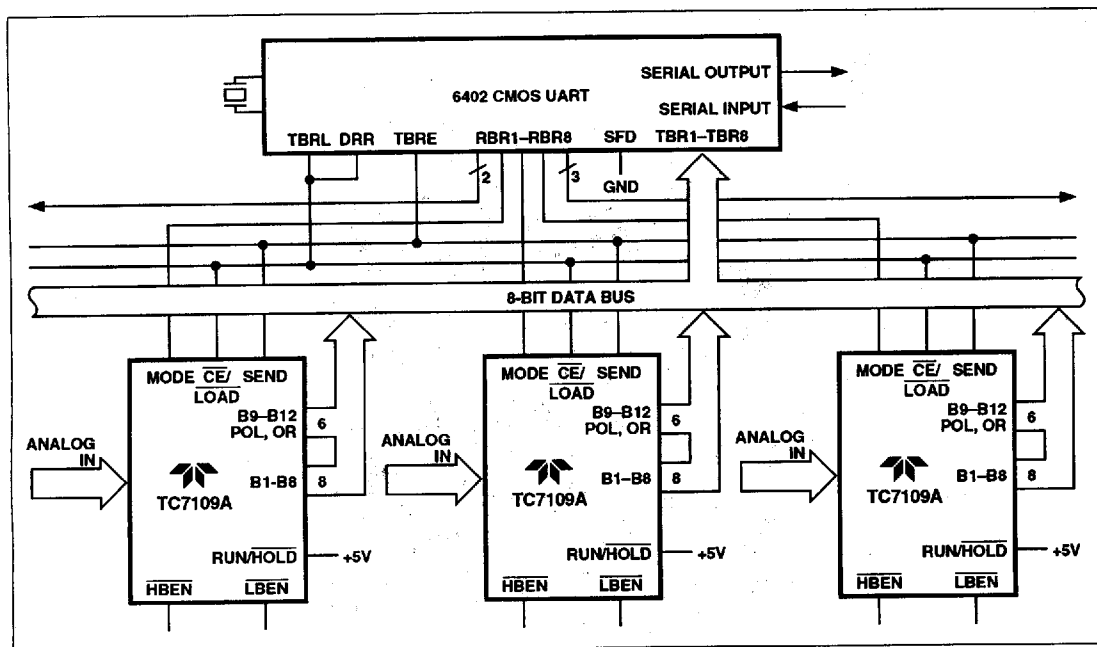 SERIAL OUTPUT
6402 CMOS UART
SERIAL INPUT
TBRL DRR TBRE RBR1–RBR8 SFD TBR1–TBR8
2
3
GND
8-BIT DATA BUS
MODE CE/ SEND
LOAD
B9–B12
POL, OR
6
ANALOG
IN
B1-B8 8
TC7109A
RUN/HOLD +5V
HBEN LBEN
MODE CE/ SEND
LOAD
B9–B12
POL, OR
6
ANALOG
IN
B1–B8 8
TC7109A
RUN/HOLD +5V
HBEN LBEN
MODE CE/ SEND
LOAD
B9–B12
POL, OR
6
ANALOG
IN
B1–B8 8
TC7109A
RUN/HOLD +5V
HBEN LBEN